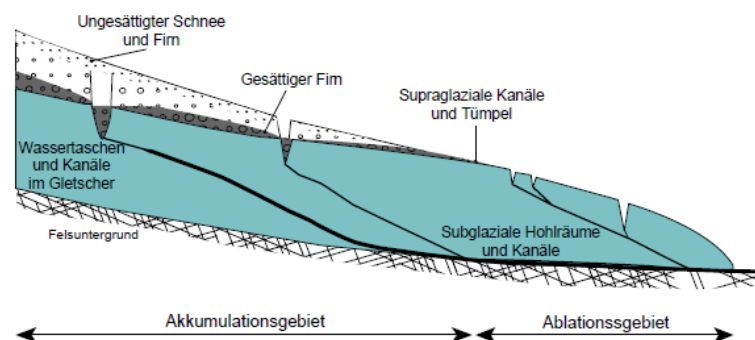 Ungesättigter Schnee
und Firn
Gesättiger Firn
Supraglaziale Kanäle
und Tümpel
Wassertaschen
und Kanäle
im Gletscher
Subglaziale Hohlräume
und Kanäle
Felsuntergrund
Akkumulationsgebiet
Ablationssgebiet